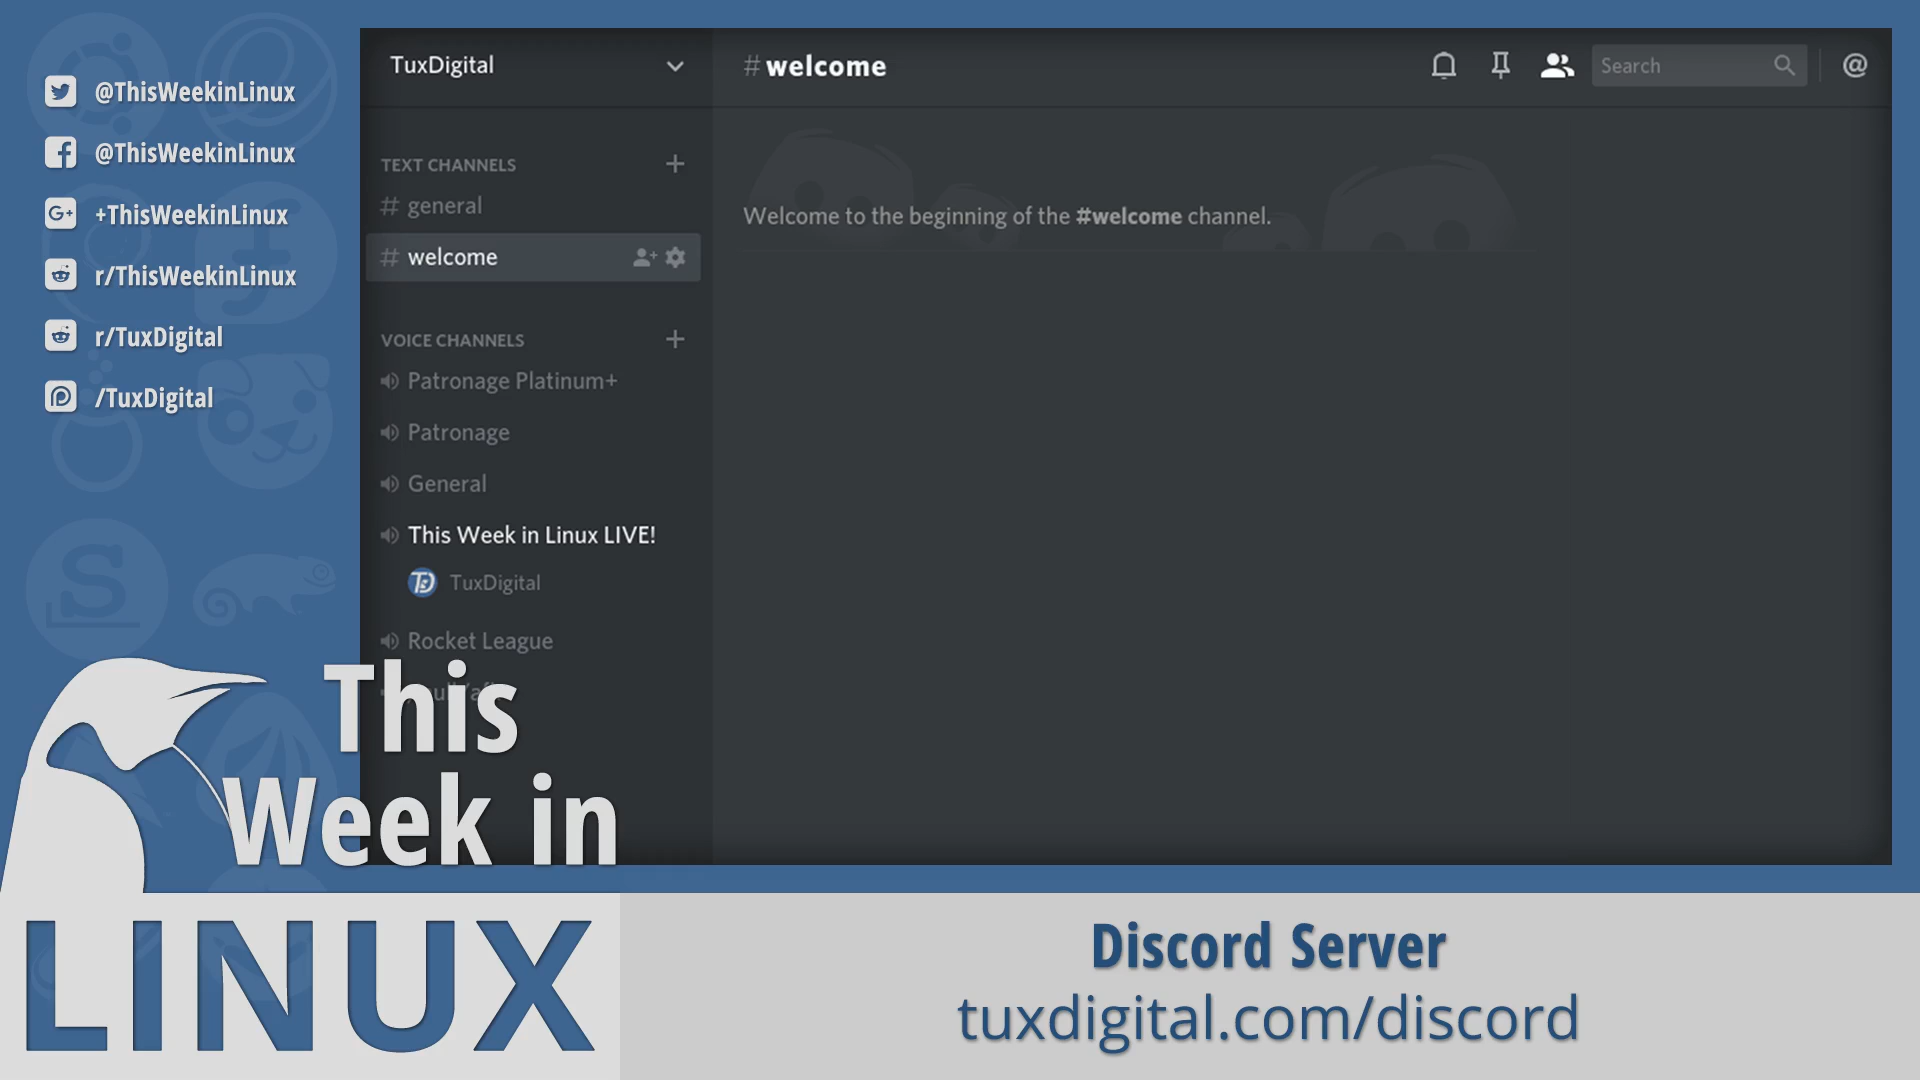 @ThisWeekinLinux
@ThisWeekinLinux
+ThisWeekinLinux
r/ThisWeekinLinux
r/TuxDigital
/TuxDigital
TuxDigital
#welcome
Search
@
TEXT CHANNELS +
# general
# welcome
VOICE CHANNELS +
Patronage Platinum+
Patronage
General
This Week in Linux LIVE!
TuxDigital
Rocket League
Welcome to the beginning of the #welcome channel.
This
Week in
LINUX
Discord Server
tuxdigital.com/discord